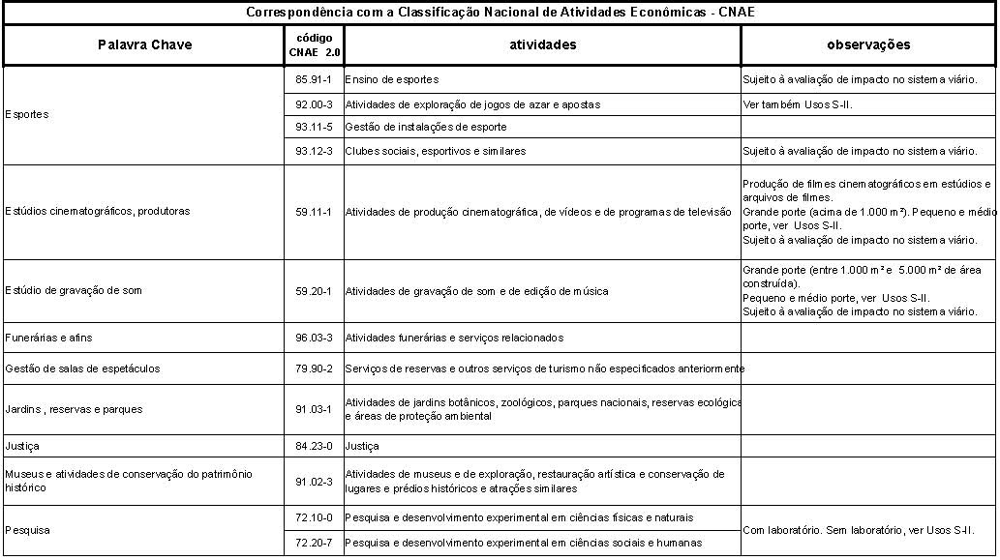 Correspondência com a Classificação Nacional de Atividades Econômicas - CNAE
Palavra Chave
código
CNAE 2.0
atividades
observações
Esportes
85.91-1
Ensino de esportes
Sujeito à avaliação de impacto no sistema viário.
92.00-3
Atividades de exploração de jogos de azar e apostas
Ver também Usos S-II.
93.11-5
Gestão de instalações de esporte
93.12-3
Clubes sociais, esportivos e similares
Sujeito à avaliação de impacto no sistema viário.
Estúdios cinematográficos, produtoras
59.11-1
Atividades de produção cinematográfica, de vídeos e de programas de televisão
Produção de filmes cinematográficos em estúdios e
arquivos de filmes.
Grande porte (acima de 1.000 m²). Pequeno e médio
porte, ver Usos S-II.
Sujeito à avaliação de impacto no sistema viário.
Estúdio de gravação de som
59.20-1
Atividades de gravação de som e de edição de música
Grande porte (entre 1.000 m² e 5.000 m² de área
construída).
Pequeno e médio porte, ver Usos S-II.
Sujeito à avaliação de impacto no sistema viário.
Funerárias e afins
96.03-3
Atividades funerárias e serviços relacionados
Gestão de salas de espetáculos
79.90-2
Serviços de reservas e outros serviços de turismo não especificados anteriormente
Jardins , reservas e parques
91.03-1
Atividades de jardins botânicos, zoológicos, parques nacionais, reservas ecológica
e áreas de proteção ambiental
Justiça
84.23-0
Justiça
Museus e atividades de conservação do patrimônio
histórico
91.02-3
Atividades de museus e de exploração, restauração artística e conservação de
lugares e prédios históricos e atrações similares
Pesquisa
72.10-0
Pesquisa e desenvolvimento experimental em ciências físicas e naturais
Com laboratório. Sem laboratório, ver Usos S-II.
72.20-7
Pesquisa e desenvolvimento experimental em ciências sociais e humanas